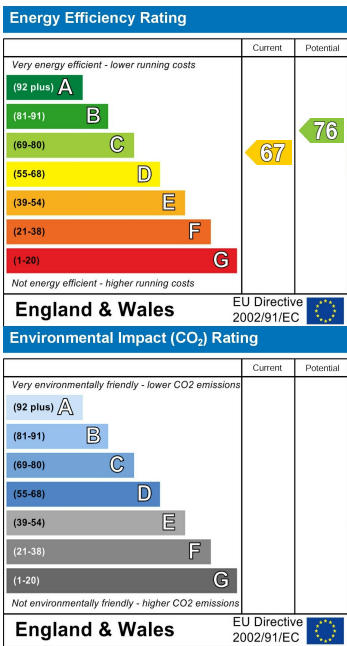 Energy Efficiency Rating
Current Potential
Very energy efficient - lower running costs
(92 plus) A
(81-91) B
(69-80) C
(55-68) D
(39-54) E
(21-38) F
(1-20) G
67
76
Not energy efficient - higher running costs
England & Wales
EU Directive
2002/91/EC
Environmental Impact (CO₂) Rating
Current Potential
Very environmentally friendly - lower CO2 emissions
(92 plus) A
(81-91) B
(69-80) C
(55-68) D
(39-54) E
(21-38) F
(1-20) G
Not environmentally friendly - higher CO2 emissions
England & Wales
EU Directive
2002/91/EC